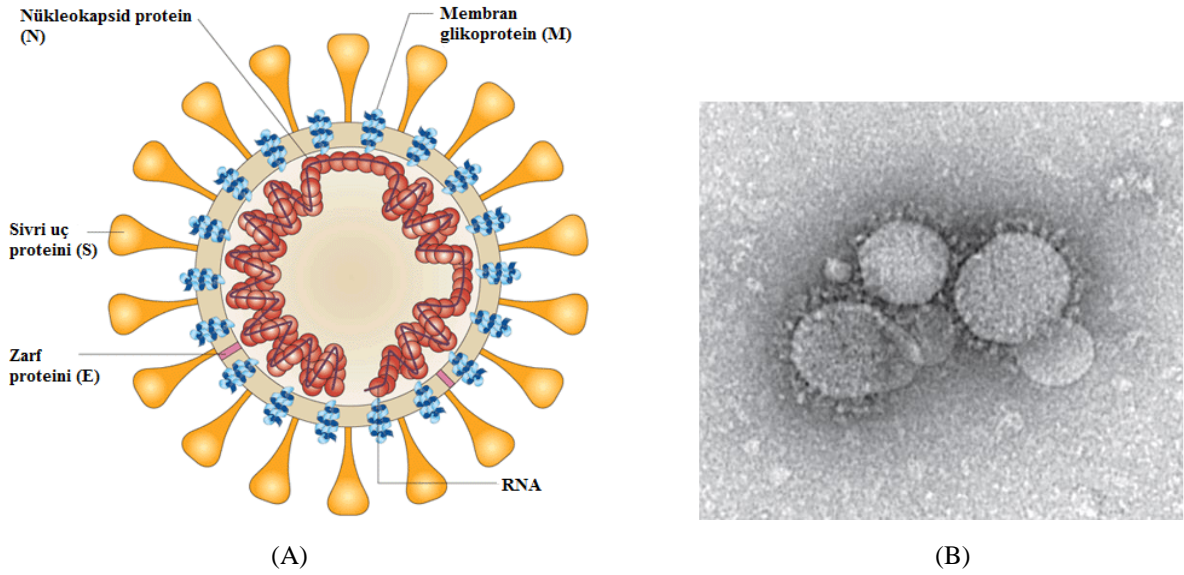 Nükleokapsid protein
(N)
Membran
glikoprotein (M)
Sivri uç
proteini (S)
Zarf
proteini (E)
RNA
(A)
(B)